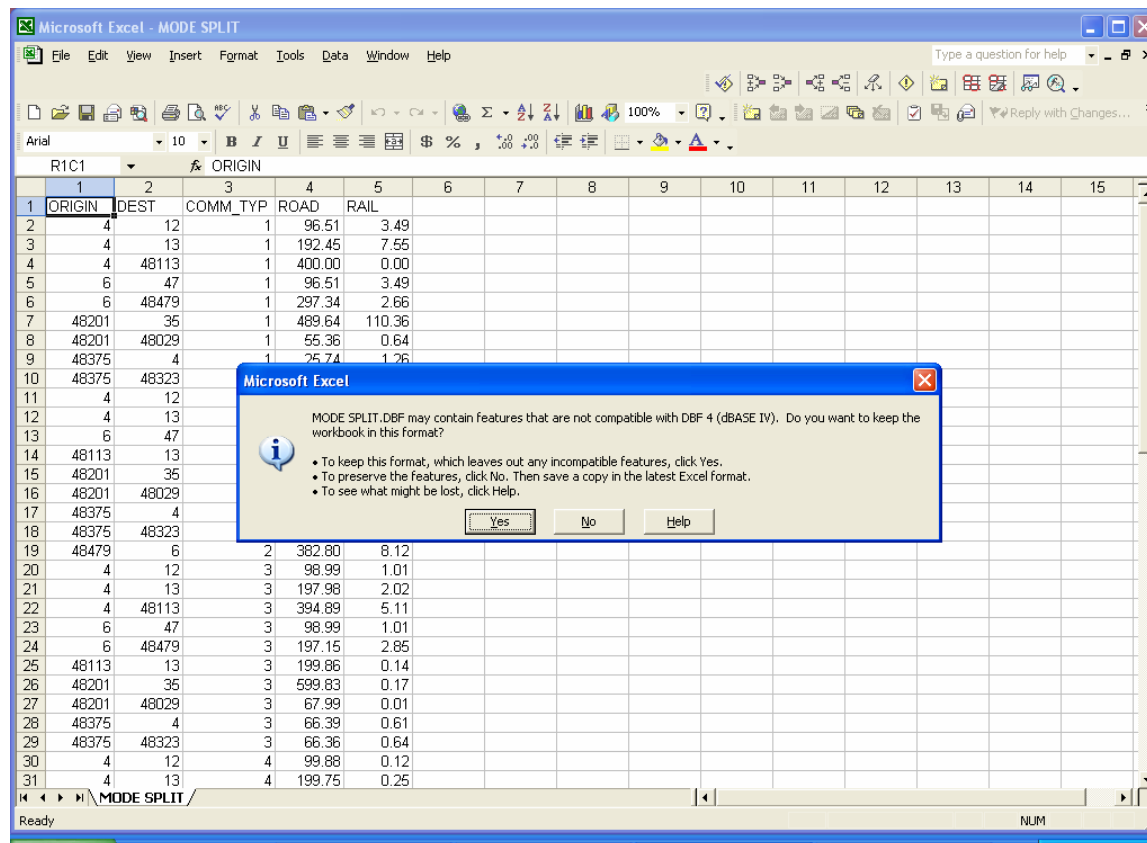 Microsoft Excel - MODE SPLIT
File Edit View Insert Format Tools Data Window Help Type a question for help
100%
Reply with Changes...
Arial 10 B I U $ % ,
R1C1 fx ORIGIN
1 2 3 4 5 6 7 8 9 10 11 12 13 14 15
1 ORIGIN DEST COMM_TYP ROAD RAIL
2 4 12 1 96.51 3.49
3 4 13 1 192.45 7.55
4 4 48113 1 400.00 0.00
5 6 47 1 96.51 3.49
6 6 48479 1 297.34 2.66
7 48201 35 1 489.64 110.36
8 48201 48029 1 55.36 0.64
9 48375 4 1 25.74 1.26
10 48375 48323
11 4 12
12 4 13
13 6 47
14 48113 13
15 48201 35
16 48201 48029
17 48375 4
18 48375 48323
Microsoft Excel
MODE SPLIT.DBF may contain features that are not compatible with DBF 4 (dBASE IV). Do you want to keep the
workbook in this format?
• To keep this format, which leaves out any incompatible features, click Yes.
• To preserve the features, click No. Then save a copy in the latest Excel format.
• To see what might be lost, click Help.
Yes No Help
19 48479 6 2 382.80 8.12
20 4 12 3 98.99 1.01
21 4 13 3 197.98 2.02
22 4 48113 3 394.89 5.11
23 6 47 3 98.99 1.01
24 6 48479 3 197.15 2.85
25 48113 13 3 199.86 0.14
26 48201 35 3 599.83 0.17
27 48201 48029 3 67.99 0.01
28 48375 4 3 66.39 0.61
29 48375 48323 3 66.36 0.64
30 4 12 4 99.88 0.12
31 4 13 4 199.75 0.25
MODE SPLIT
Ready NUM